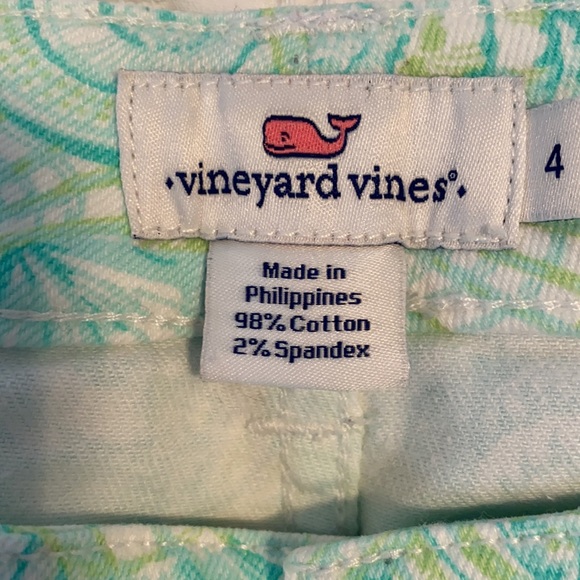 vineyard vines®
4
Made in
Philippines
98% Cotton
2% Spandex